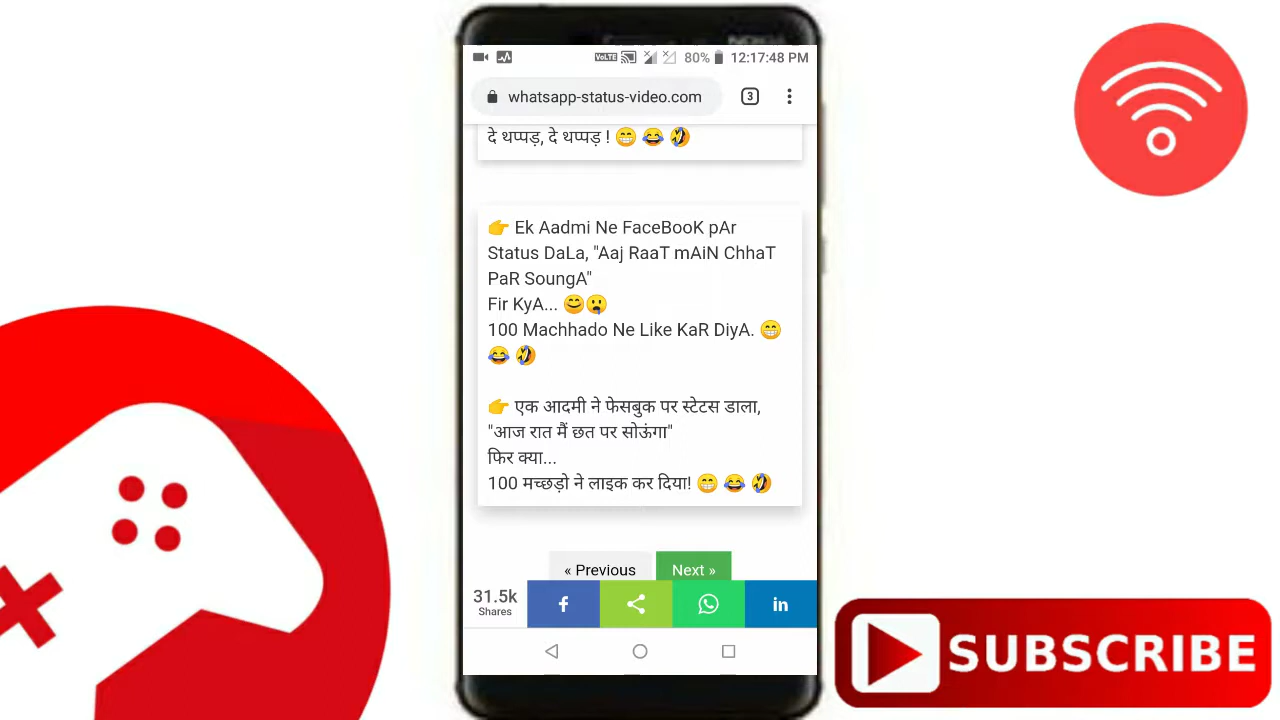 VoLTE 80% 12:17:48 PM
whatsapp-status-video.com 3
दे थप्पड़, दे थप्पड़ ! 😁 😂 🤣
👉 Ek Aadmi Ne FaceBooK pAr
Status DaLa, "Aaj RaaT mAiN ChhaT
PaR SoungA"
Fir KyA... 😊😧
100 Machhado Ne Like KaR DiyA. 😁
😂 🤣
👉 एक आदमी ने फेसबुक पर स्टेटस डाला,
"आज रात मैं छत पर सोऊंगा"
फिर क्या...
100 मच्छड़ो ने लाइक कर दिया! 😁 😂 🤣
« Previous Next »
31.5k
Shares
f in
SUBSCRIBE